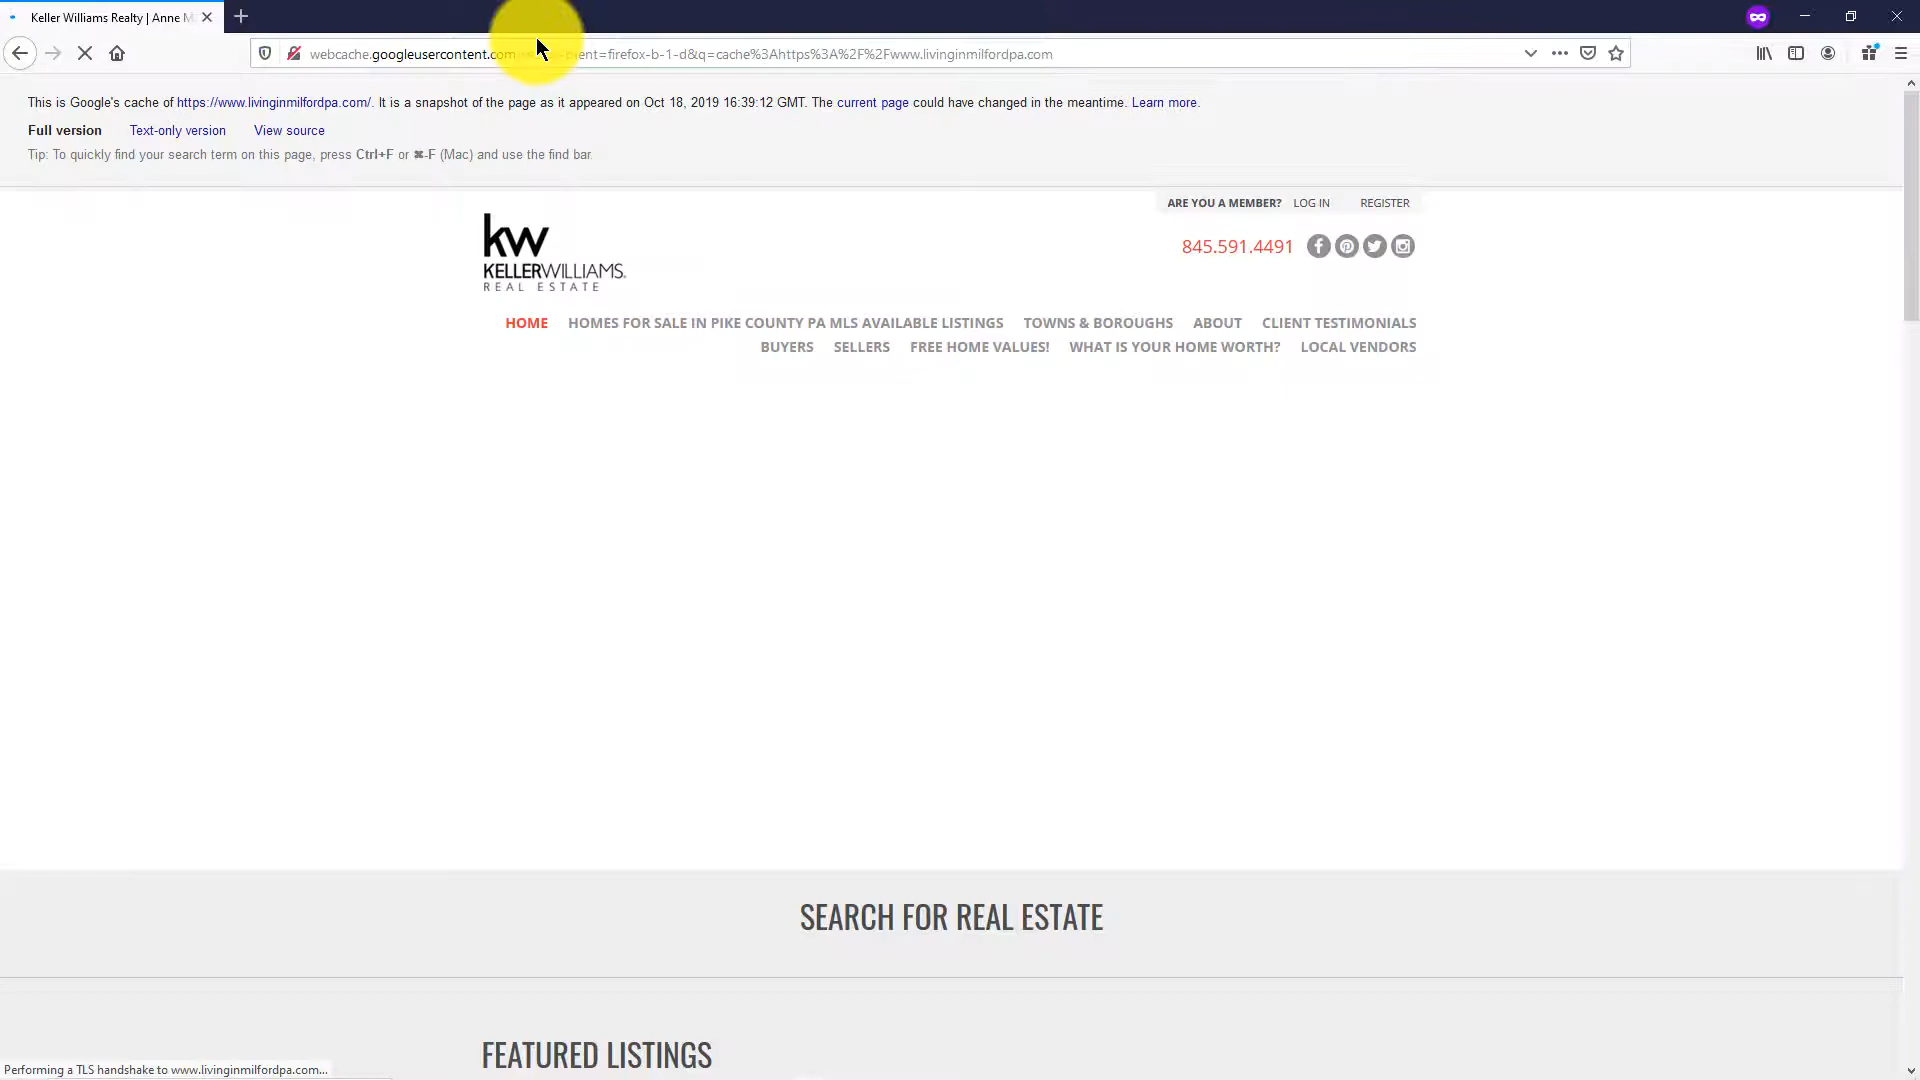 Keller Williams Realty | Anne M
webcache.googleusercontent.com ent=firefox-b-1-d&q=cache%3Ahttps%3A%2F%2Fwww.livinginmilfordpa.com
This is Google's cache of https://www.livinginmilfordpa.com/. It is a snapshot of the page as it appeared on Oct 18, 2019 16:39:12 GMT. The current page could have changed in the meantime. Learn more.
Full version Text-only version View source
Tip: To quickly find your search term on this page, press Ctrl+F or ⌘-F (Mac) and use the find bar.
ARE YOU A MEMBER? LOG IN REGISTER
kw
845.591.4491
KELLERWILLIAMS.
REAL ESTATE
HOME HOMES FOR SALE IN PIKE COUNTY PA MLS AVAILABLE LISTINGS TOWNS & BOROUGHS ABOUT CLIENT TESTIMONIALS
BUYERS SELLERS FREE HOME VALUES! WHAT IS YOUR HOME WORTH? LOCAL VENDORS
SEARCH FOR REAL ESTATE
FEATURED LISTINGS
Performing a TLS handshake to www.livinginmilfordpa.com...